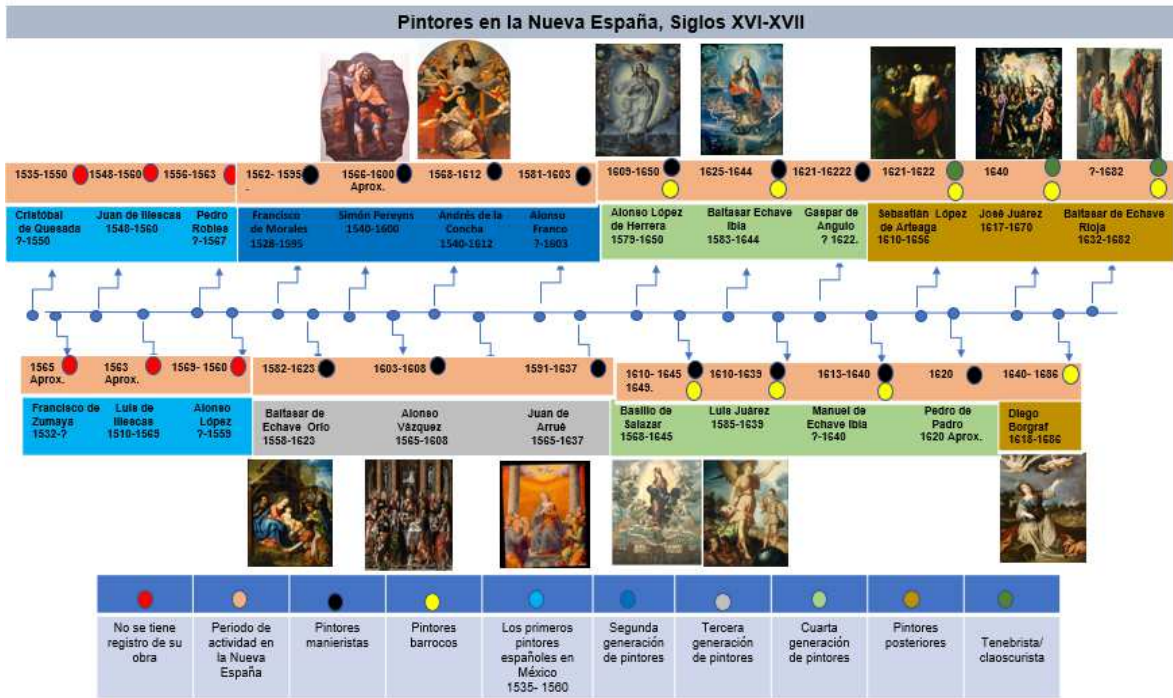 Pintores en la Nueva España, Siglos XVI-XVII
1535-1550
1548-1560
1556-1563
1562- 1595
.
1566-1600
Aprox.
1568-1612
1581-1603
1609-1650
1625-1644
1621-16222
1621-1622
1640
?-1682
Cristóbal
de Quesada
?-1550
Juan de Illescas
1548-1560
Pedro
Robles
?-1567
Francisco
de Morales
1528-1595
Simón Pereyns
1540-1600
Andrés de la
Concha
1540-1612
Alonso
Franco
?-1603
Alonso López
de Herrera
1579-1650
Baltasar Echave
Ibia
1583-1644
Gaspar de
Angulo
? 1622.
Sebastián López
de Arteaga
1610-1656
José Juárez
1617-1670
Baltazar de Echave
Rioja
1632-1682
1565
Aprox.
1563
Aprox.
1569- 1560
1582-1623
1603-1608
1591-1637
1610- 1645
1649.
1610-1639
1613-1640
1620
1640- 1686
Francisco de
Zumaya
1532-?
Luis de
Illescas
1510-1565
Alonso
López
?-1559
Baltasar de
Echave Orio
1558-1623
Alonso
Vázquez
1565-1608
Juan de
Arrué
1565-1637
Basilio de
Salazar
1568-1645
Luis Juárez
1585-1639
Manuel de
Echave Ibia
?-1640
Pedro de
Padro
1620 Aprox.
Diego
Borgraf
1618-1686
No se tiene
registro de su
obra
Periodo de
actividad en
la Nueva
España
Pintores
manieristas
Pintores
barrocos
Los primeros
pintores
españoles en
México
1535- 1560
Segunda
generación
de pintores
Tercera
generación
de pintores
Cuarta
generación
de pintores
Pintores
posteriores
Tenebrista/
claoscurista